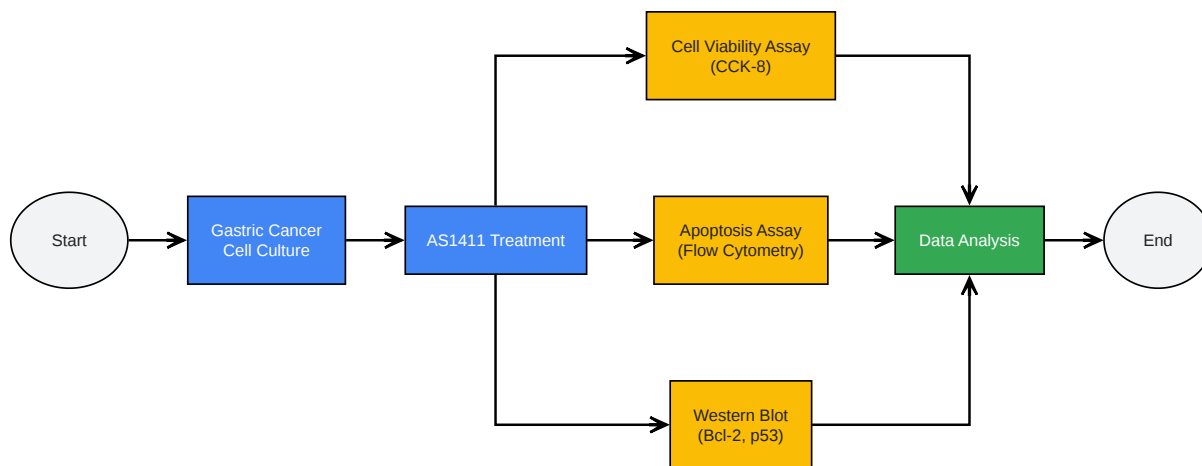 Start
Gastric Cancer
Cell Culture
AS1411 Treatment
Cell Viability Assay
(CCK-8)
Apoptosis Assay
(Flow Cytometry)
Western Blot
(Bcl-2, p53)
Data Analysis
End